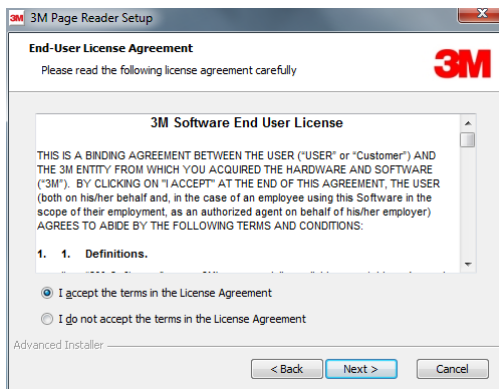 3M 3M Page Reader Setup
End-User License Agreement
Please read the following license agreement carefully
3M
3M Software End User License
THIS IS A BINDING AGREEMENT BETWEEN THE USER (“USER” or “Customer”) AND
THE 3M ENTITY FROM WHICH YOU ACQUIRED THE HARDWARE AND SOFTWARE
(“3M”). BY CLICKING ON "I ACCEPT” AT THE END OF THIS AGREEMENT, THE USER
(both on his/her behalf and, in the case of an employee using this Software in the
scope of their employment, as an authorized agent on behalf of his/her employer)
AGREES TO ABIDE BY THE FOLLOWING TERMS AND CONDITIONS:
1. 1. Definitions.
I accept the terms in the License Agreement
I do not accept the terms in the License Agreement
Advanced Installer
< Back Next > Cancel